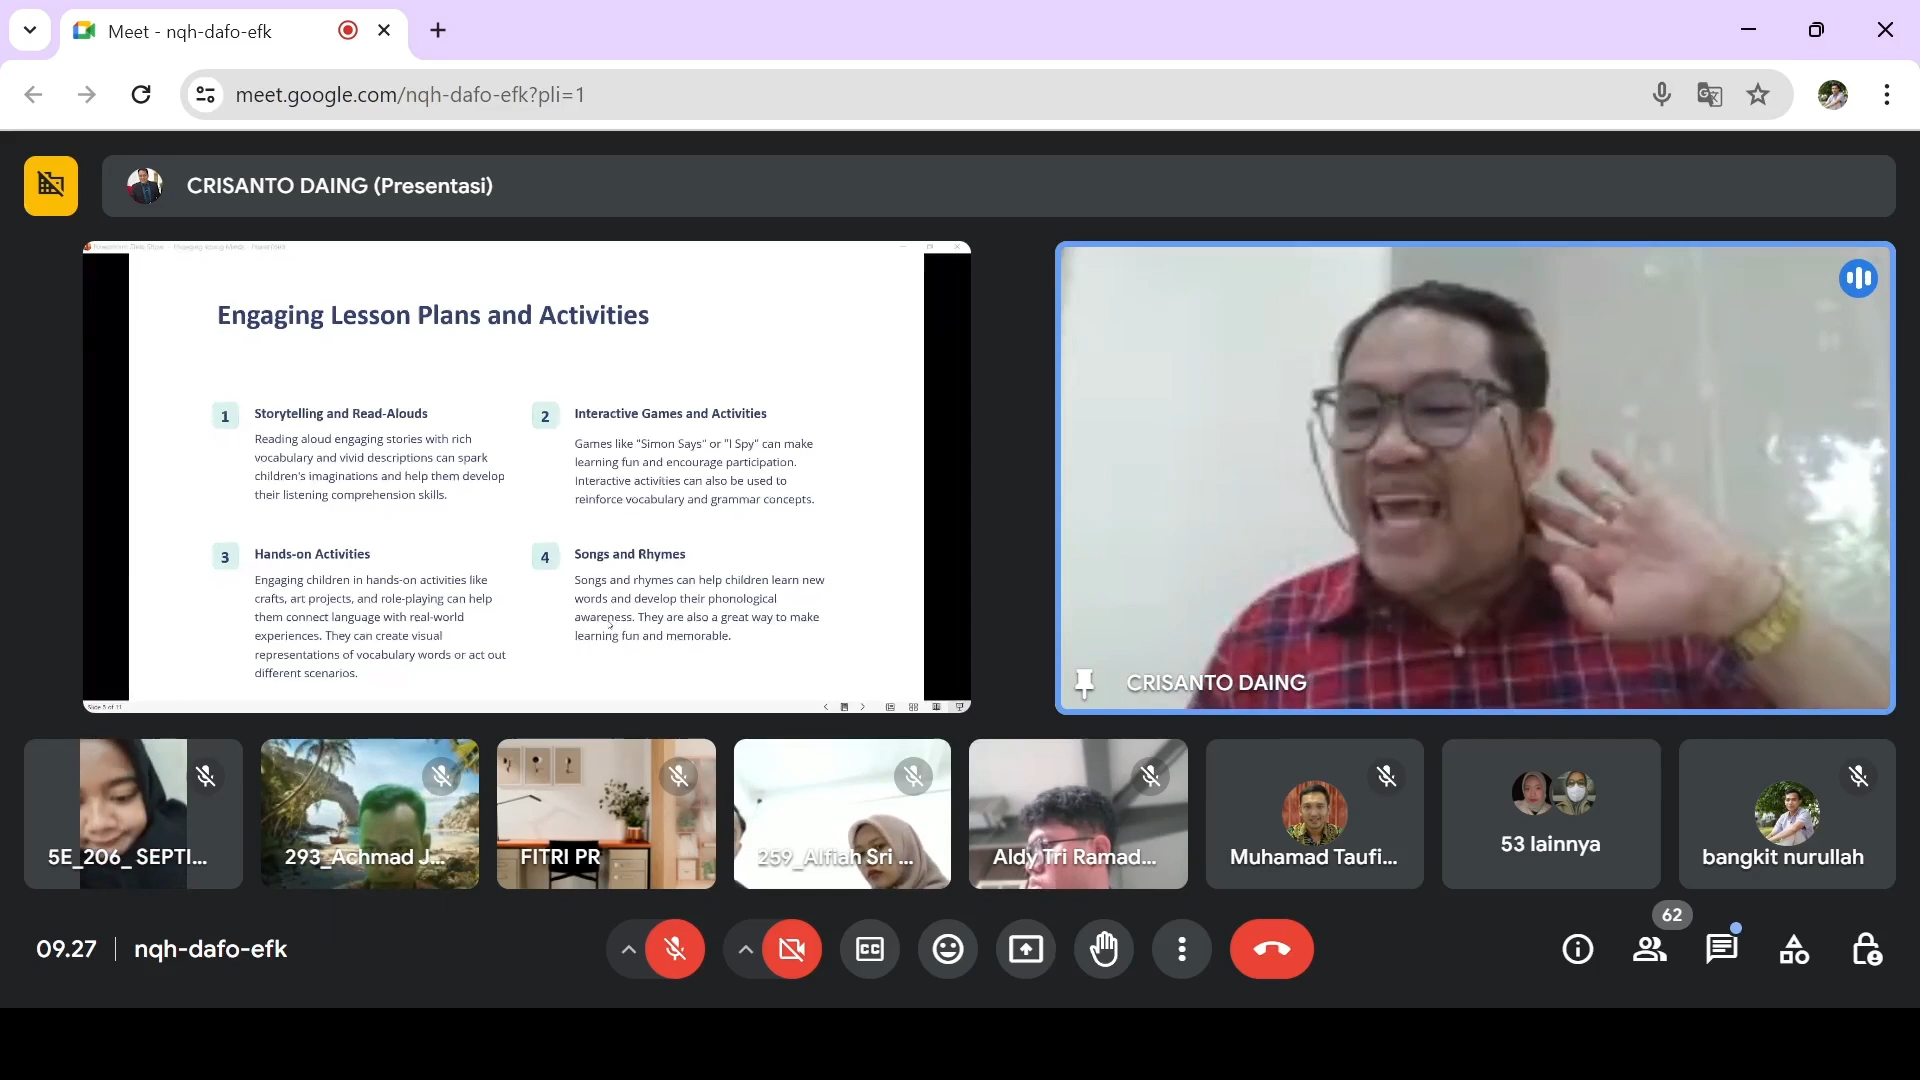 Meet - nqh-dafo-efk
meet.google.com/nqh-dafo-efk?pli=1
CRISANTO DAING (Presentasi)
Engaging Lesson Plans and Activities
1
Storytelling and Read-Alouds
Reading aloud engaging stories with rich
vocabulary and vivid descriptions can spark
children's imaginations and help them develop
their listening comprehension skills.
2
Interactive Games and Activities
Games like "Simon Says" or "I Spy" can make
learning fun and encourage participation.
Interactive activities can also be used to
reinforce vocabulary and grammar concepts.
3
Hands-on Activities
Engaging children in hands-on activities like
crafts, art projects, and role-playing can help
them connect language with real-world
experiences. They can create visual
representations of vocabulary words or act out
different scenarios.
4
Songs and Rhymes
Songs and rhymes can help children learn new
words and develop their phonological
awareness. They are also a great way to make
learning fun and memorable.
Slide 5 of 11
CRISANTO DAING
5E_206_ SEPTI...
293_Achmad J...
FITRI PR
259_Alfiah Sri ...
Aldy Tri Ramad...
Muhamad Taufi...
53 lainnya
bangkit nurullah
09.27
nqh-dafo-efk
CC
62